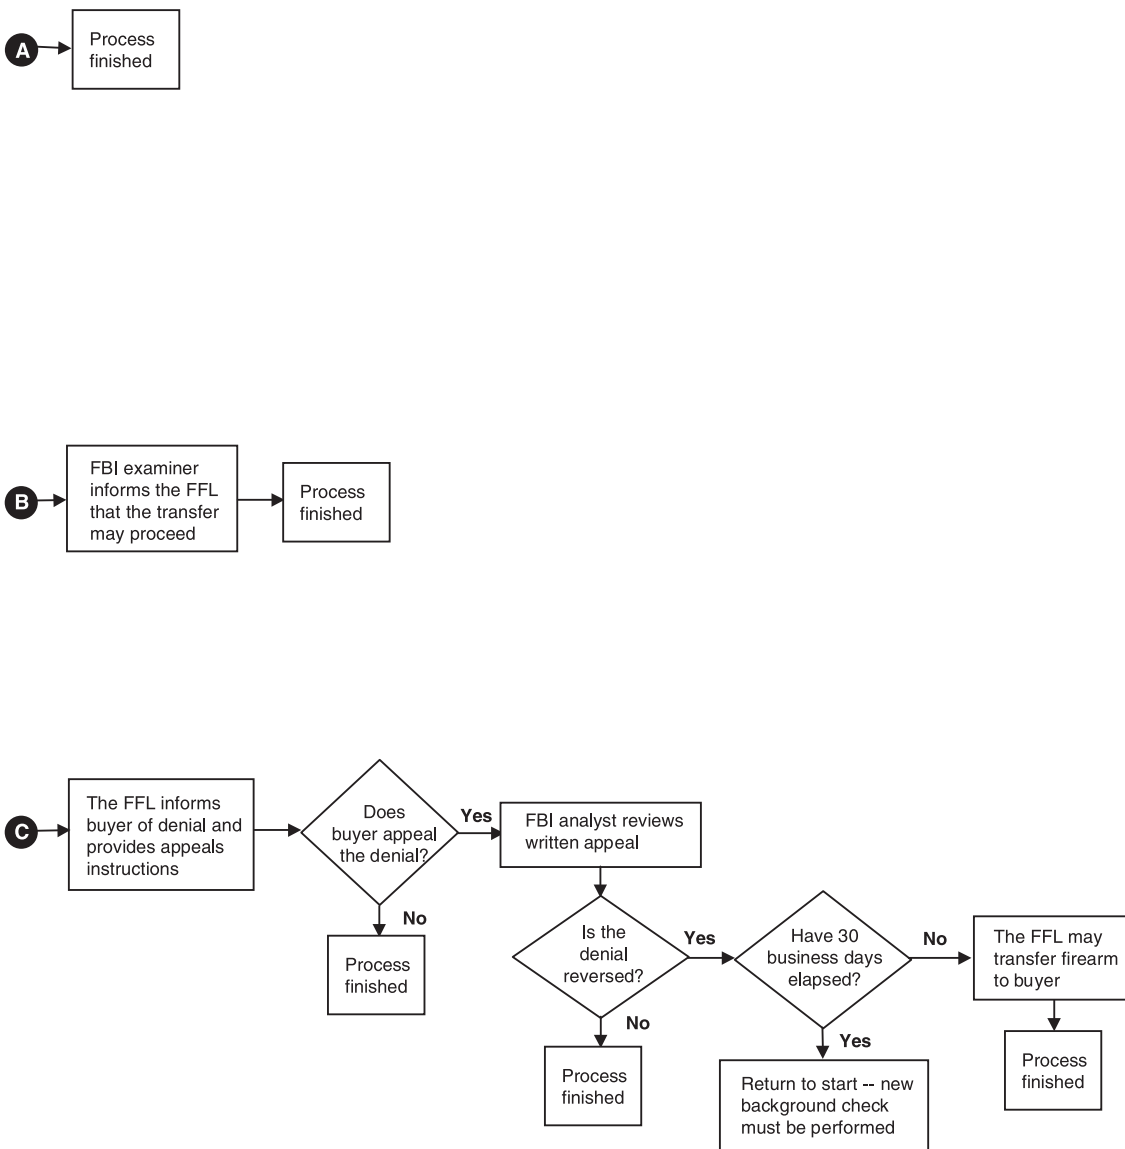 A
Process
finished
B
FBI examiner
informs the FFL
that the transfer
may proceed
Process
finished
C
The FFL informs
buyer of denial and
provides appeals
instructions
Does
buyer appeal
the denial?
Yes
FBI analyst reviews
written appeal
No
Process
finished
Is the
denial
reversed?
Yes
No
Process
finished
Have 30
business days
elapsed?
No
The FFL may
transfer firearm
to buyer
Process
finished
Yes
Return to start -- new
background check
must be performed